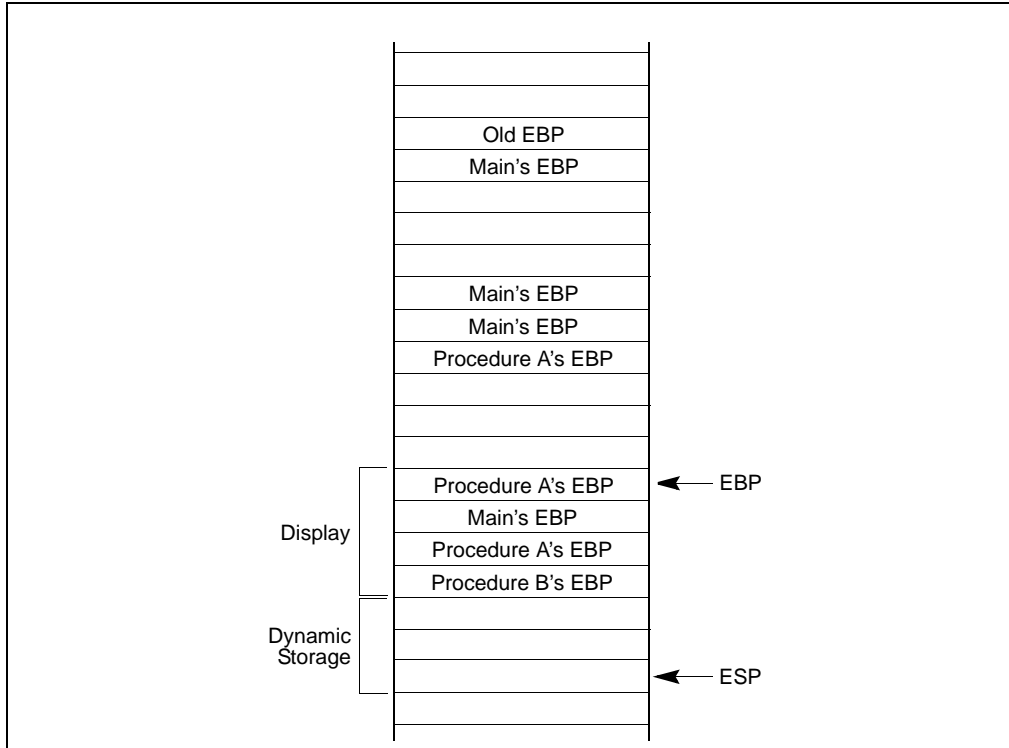 Old EBP
Main's EBP
Main's EBP
Main's EBP
Procedure A's EBP
Procedure A's EBP
EBP
Main's EBP
Display
Procedure A's EBP
Procedure B's EBP
Dynamic
Storage
ESP